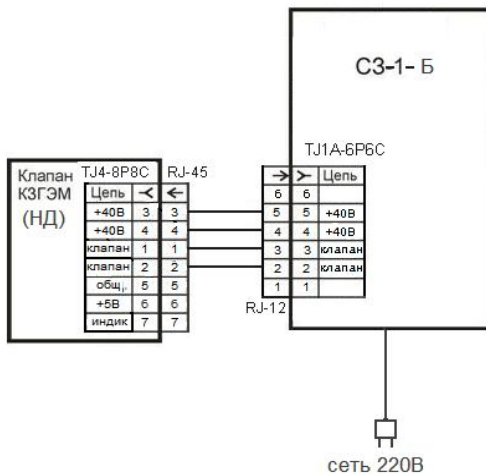 СЗ-1- Б
TJ1A-6P6C
Клапан
КЗГЭМ
(НД)
TJ4-8P8C RJ-45
Цепь
+40В 3 3
+40В 4 4
клапан 1 1
клапан 2 2
общ. 5 5
+5В 6 6
индик 7 7
Цепь
6 6
5 5 +40В
4 4 +40В
3 3 клапан
2 2 клапан
1 1
RJ-12
сеть 220В